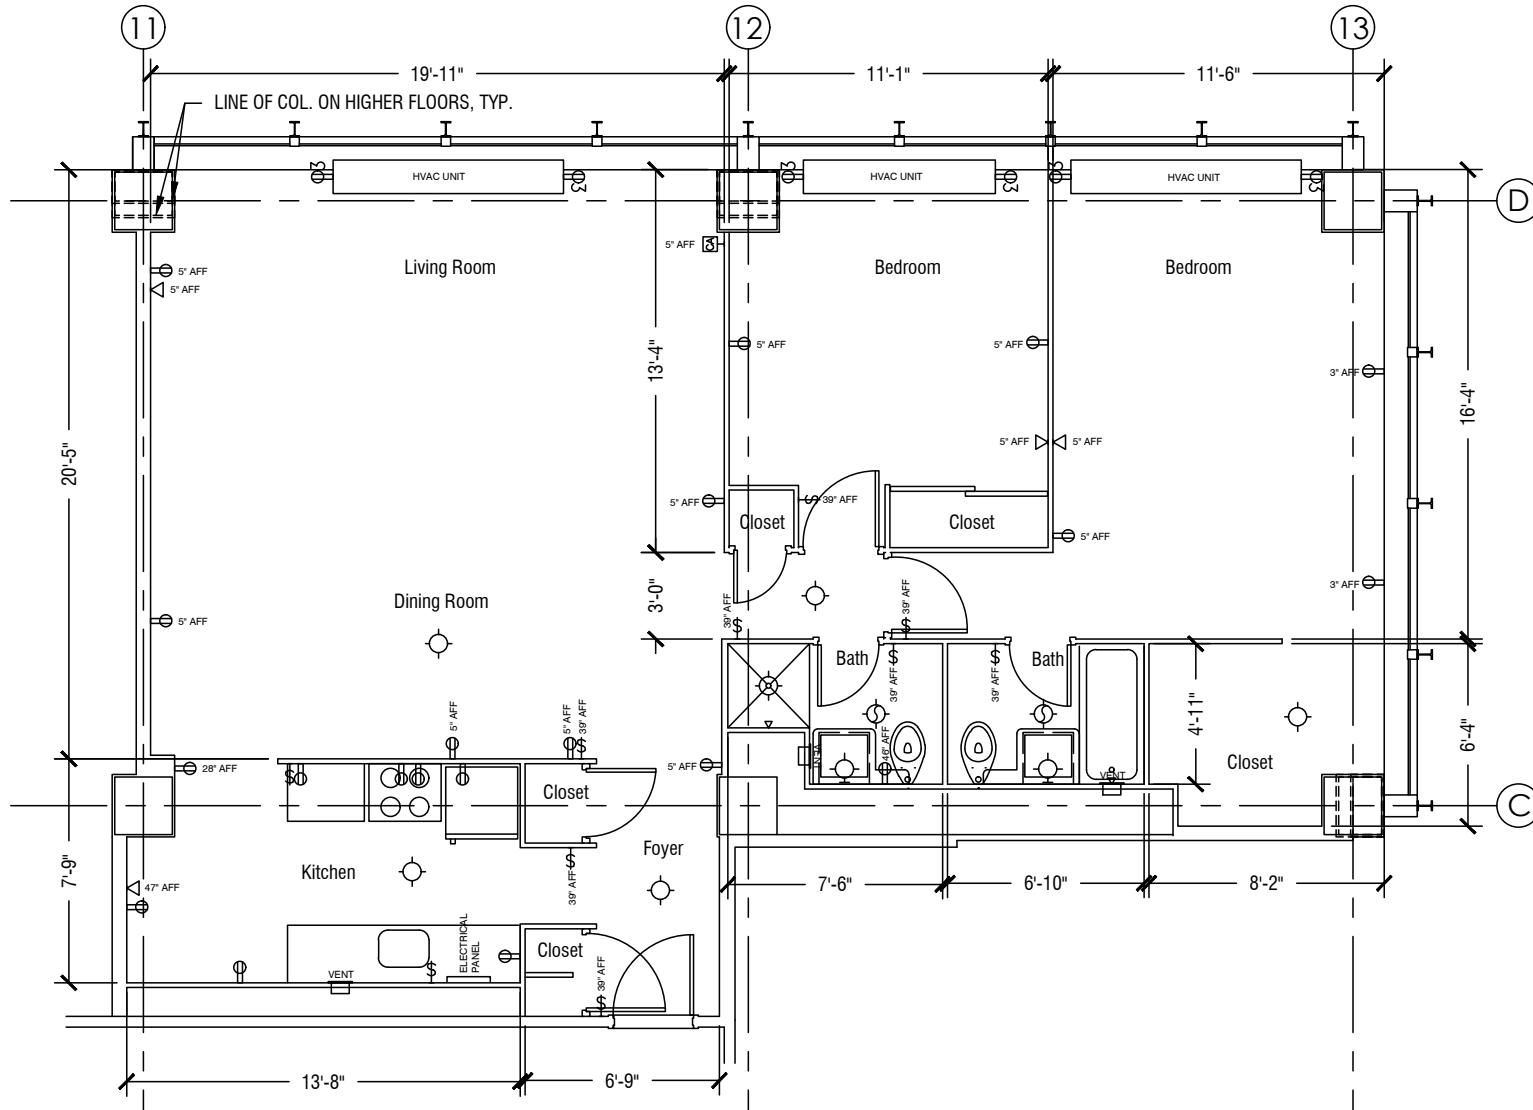 11
12
13
19'-11"
11'-1"
11'-6"
LINE OF COL. ON HIGHER FLOORS, TYP.
HVAC UNIT
HVAC UNIT
HVAC UNIT
D
5" AFF
CA
Living Room
Bedroom
Bedroom
5" AFF
5" AFF
5" AFF
5" AFF
13'-4"
3" AFF
16'-4"
20'-5"
5" AFF
5" AFF
5" AFF
39" AFF
Closet
Closet
5" AFF
Dining Room
3'-0"
39" AFF
39" AFF
3" AFF
5" AFF
Bath
Bath
39" AFF
39" AFF
5" AFF
5" AFF
39" AFF
46" AFF
4'-11"
6'-4"
28" AFF
5" AFF
VENT
VENT
Closet
Closet
C
Foyer
Kitchen
7'-9"
47" AFF
39" AFF
7'-6"
6'-10"
8'-2"
ELECTRICAL
PANEL
Closet
VENT
39" AFF
13'-8"
6'-9"